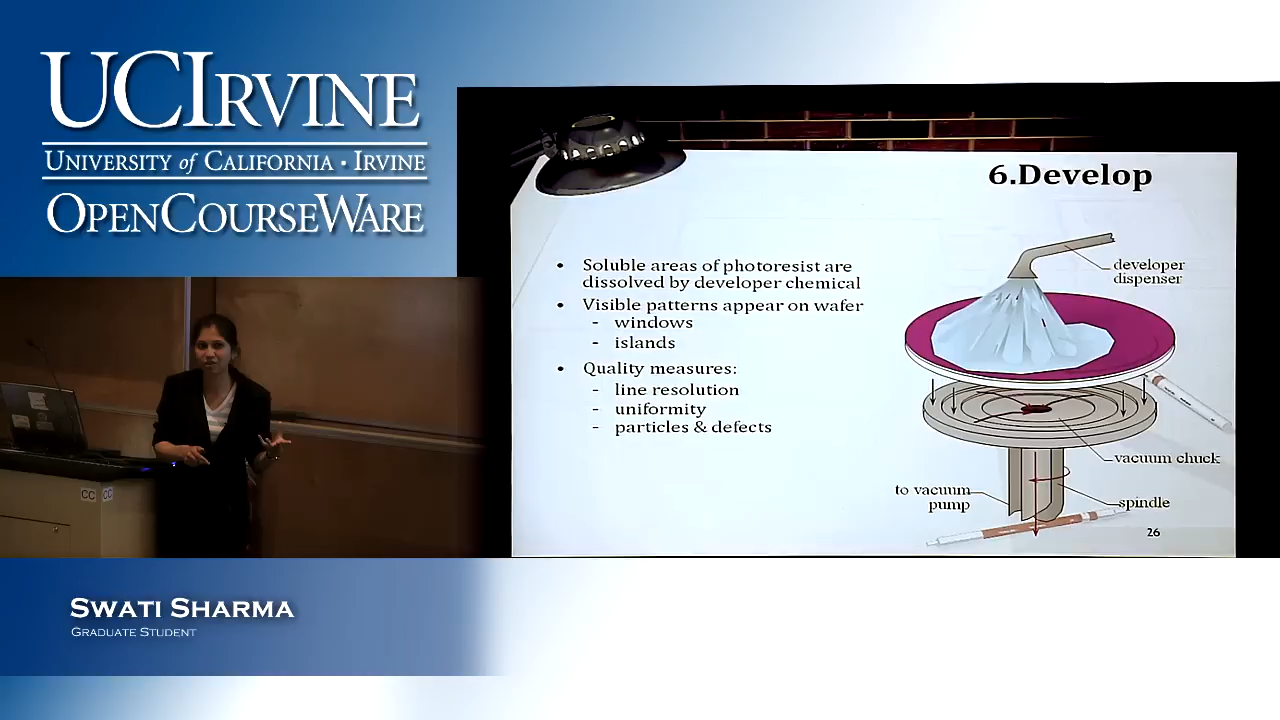 UCIRVINE
UNIVERSITY of CALIFORNIA · IRVINE
OPENCOURSEWARE
6.Develop
• Soluble areas of photoresist are
dissolved by developer chemical
• Visible patterns appear on wafer
- windows
- islands
• Quality measures:
- line resolution
- uniformity
- particles & defects
developer
dispenser
vacuum chuck
to vacuum
pump
spindle
26
CC CC
SWATI SHARMA
GRADUATE STUDENT